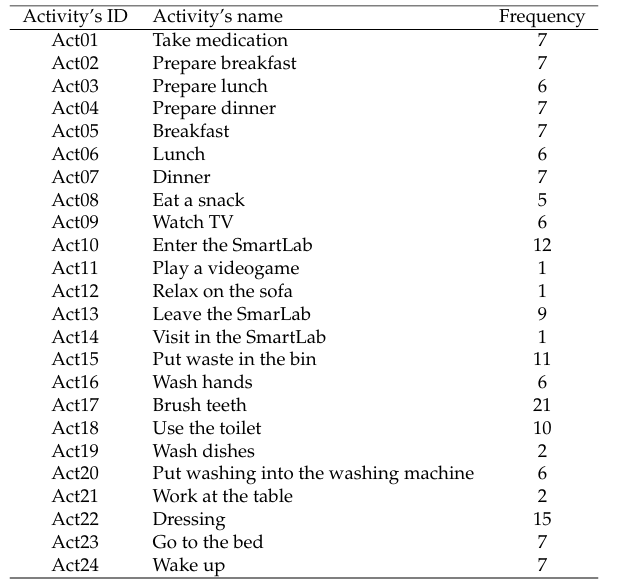 Activity’s ID Activity’s name Frequency
Act01 Take medication 7
Act02 Prepare breakfast 7
Act03 Prepare lunch 6
Act04 Prepare dinner 7
Act05 Breakfast 7
Act06 Lunch 6
Act07 Dinner 7
Act08 Eat a snack 5
Act09 Watch TV 6
Act10 Enter the SmartLab 12
Act11 Play a videogame 1
Act12 Relax on the sofa 1
Act13 Leave the SmarLab 9
Act14 Visit in the SmartLab 1
Act15 Put waste in the bin 11
Act16 Wash hands 6
Act17 Brush teeth 21
Act18 Use the toilet 10
Act19 Wash dishes 2
Act20 Put washing into the washing machine 6
Act21 Work at the table 2
Act22 Dressing 15
Act23 Go to the bed 7
Act24 Wake up 7